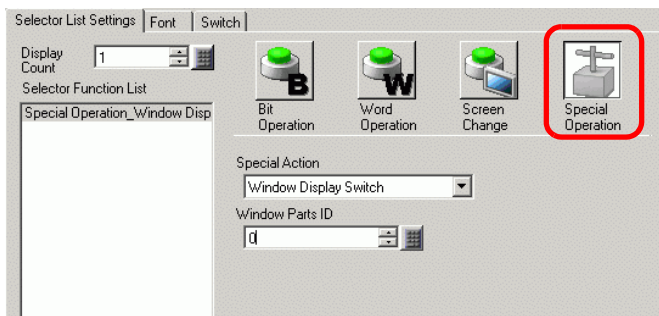 Selector List Settings Font Switch
Display
Count
1
Selector Function List
Special Operation_Window Disp
B
Bit
Operation
W
Word
Operation
Screen
Change
Special
Operation
Special Action
Window Display Switch
Window Parts ID
0